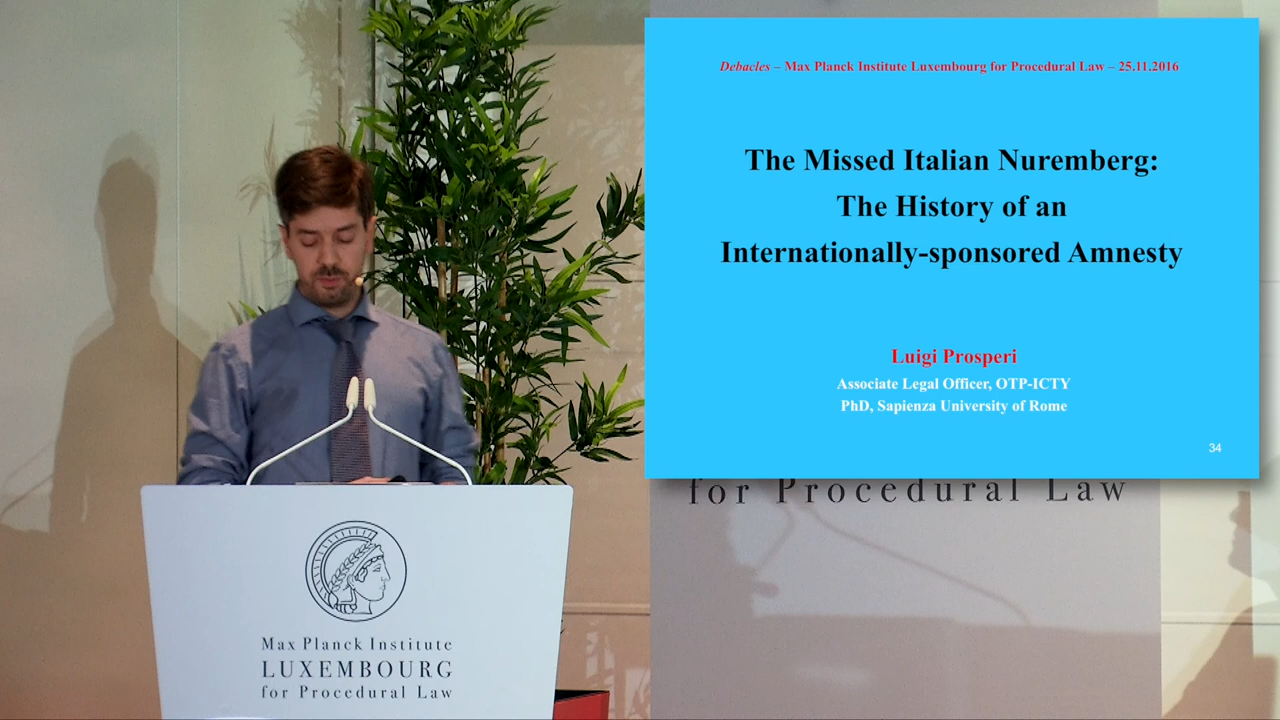 Debacles – Max Planck Institute Luxembourg for Procedural Law – 25.11.2016
The Missed Italian Nuremberg:
The History of an
Internationally-sponsored Amnesty
Luigi Prosperi
Associate Legal Officer, OTP-ICTY
PhD, Sapienza University of Rome
34
for Procedural Law
Max Planck Institute
LUXEMBOURG
for Procedural Law